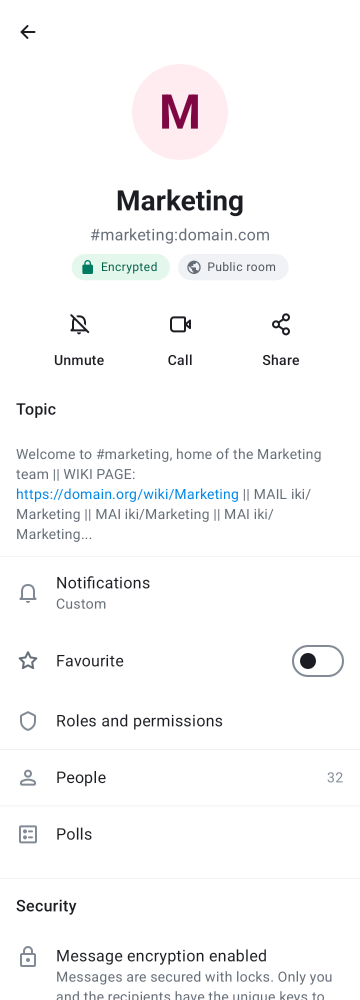 M
Marketing
#marketing:domain.com
Encrypted
Public room
Unmute
Call
Share
Topic
Welcome to #marketing, home of the Marketing
team || WIKI PAGE:
https://domain.org/wiki/Marketing || MAIL iki/
Marketing || MAI iki/Marketing || MAI iki/
Marketing...
Notifications
Custom
Favourite
Roles and permissions
People
32
Polls
Security
Message encryption enabled
Messages are secured with locks. Only you
and the recipients have the unique keys to